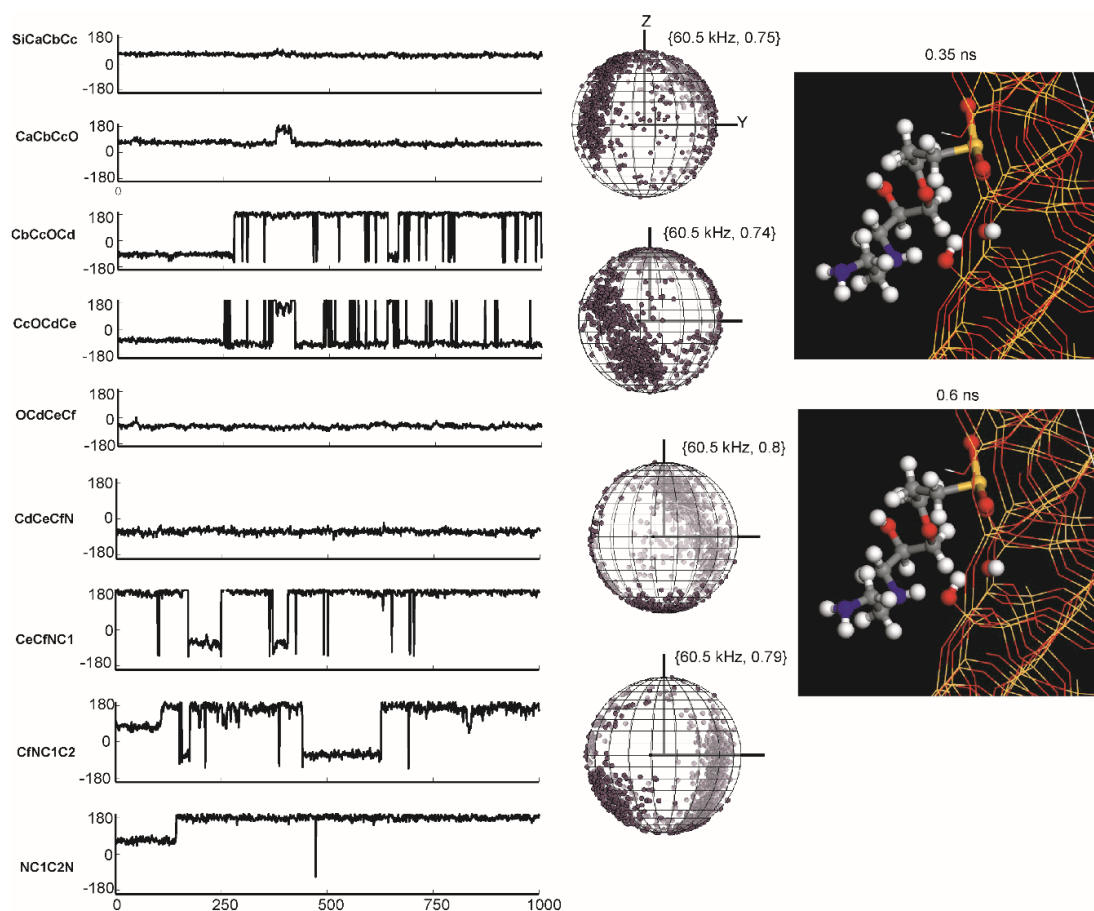 SiCaCbCc
180
0
-180
CaCbCcO
180
0
-180
0
CbCcOCd
180
0
-180
CcOCdCe
180
0
-180
OCdCeCf
180
0
-180
CdCeCfN
180
0
-180
CeCfNC1
180
0
-180
CfNC1C2
180
0
-180
NC1C2N
180
0
-180
0
250
500
750
1000
Z
{60.5 kHz, 0.75}
Y
{60.5 kHz, 0.74}
{60.5 kHz, 0.8}
{60.5 kHz, 0.79}
0.35 ns
0.6 ns